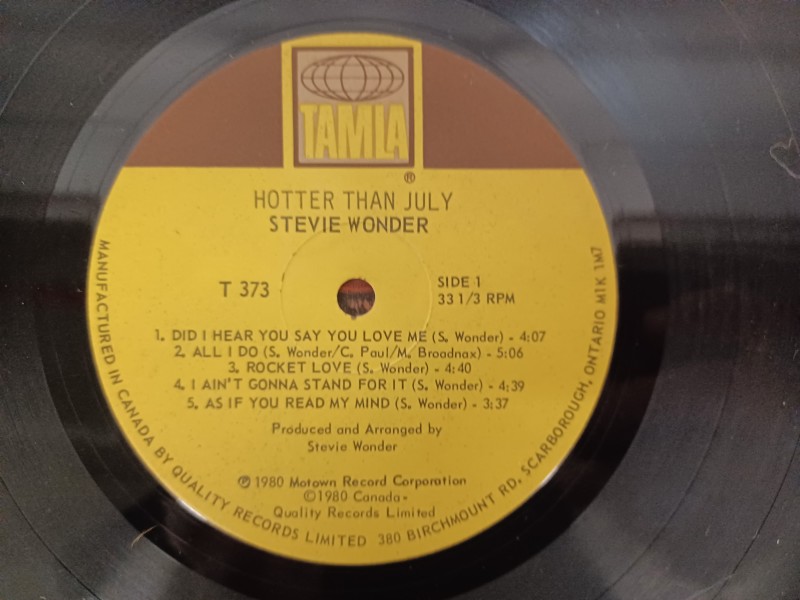 TAMLA
®
HOTTER THAN JULY
STEVIE WONDER
T 373
SIDE 1
33 1/3 RPM
1. DID I HEAR YOU SAY YOU LOVE ME (S. Wonder) - 4:07
2. ALL I DO (S. Wonder/C. Paul/M. Broadnax) - 5:06
3. ROCKET LOVE (S. Wonder) - 4:40
4. I AIN'T GONNA STAND FOR IT (S. Wonder) - 4:39
5. AS IF YOU READ MY MIND (S. Wonder) - 3:37
Produced and Arranged by
Stevie Wonder
℗ 1980 Motown Record Corporation
©1980 Canada-
Quality Records Limited
MANUFACTURED IN CANADA BY QUALITY RECORDS LIMITED 380 BIRCHMOUNT RD. SCARBOROUGH, ONTARIO M1K 1M7